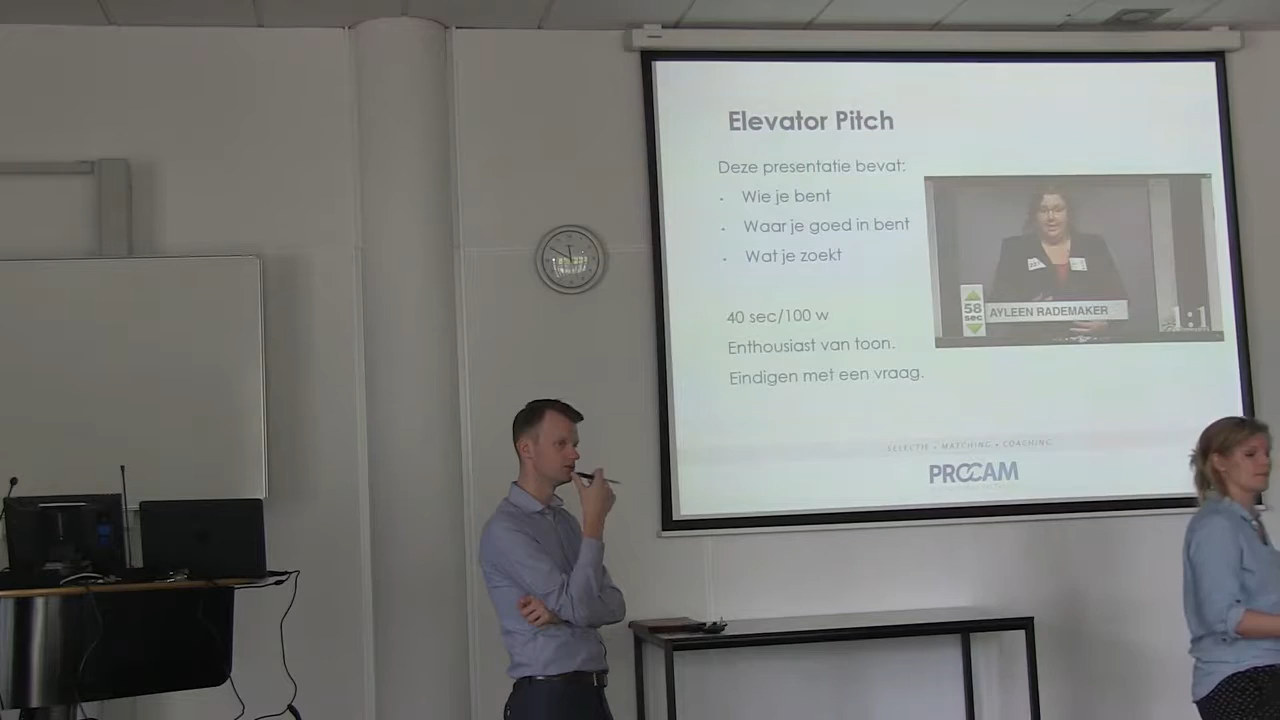 Elevator Pitch
Deze presentatie bevat:
- Wie je bent
- Waar je goed in bent
- Wat je zoekt
58 sec
AYLEEN RADEMAKER
1:1
40 sec/100 w
Enthousiast van toon.
Eindigen met een vraag.
SELECTIE • MATCHING • COACHING
PROCAM